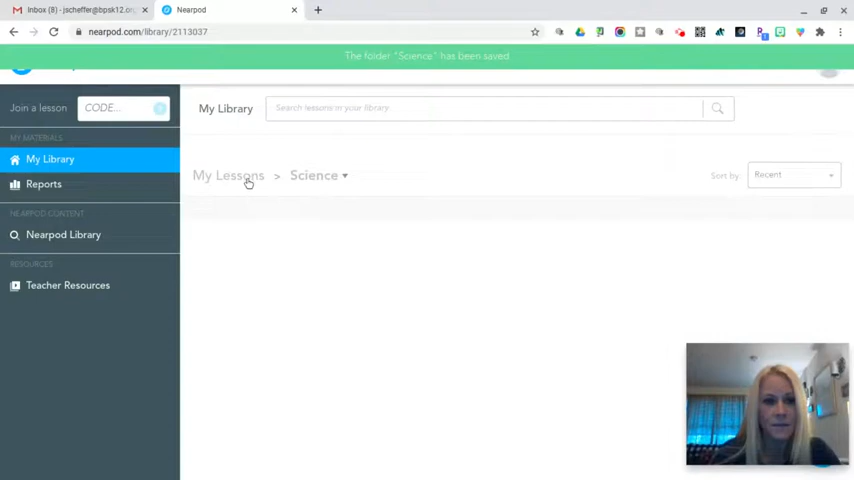 Inbox (6) - jscheffer@bpsk12.org
Nearpod
nearpod.com/library/2113037
The folder "Science" has been saved
Join a lesson
CODE...
My Library
Search lessons in your library
MY MATERIALS
My Library
Reports
My Lessons > Science
Sort by:
Recent
NEARPOD CONTENT
Nearpod Library
RESOURCES
Teacher Resources